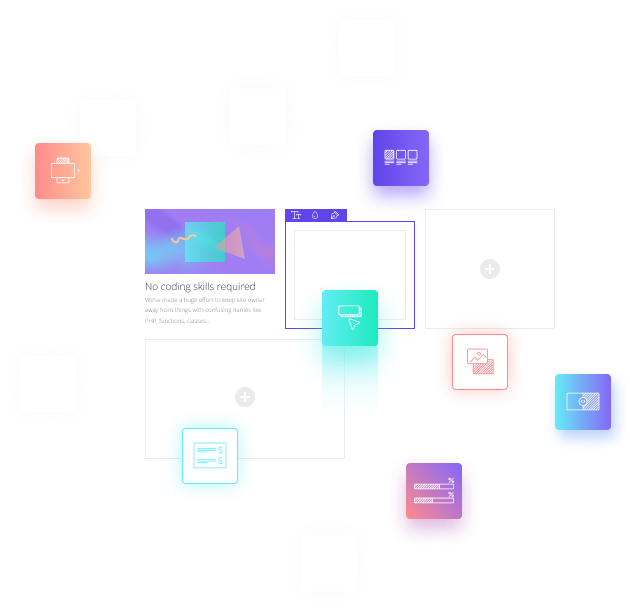 No coding skills required
We've made a huge effort to keep site owner
away from things with confusing names like
PHP, functions, classes...